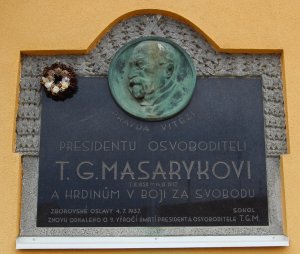 PRAVDA VÍTĚZÍ
PRESIDENTU OSVOBODITELI
T. G. MASARYKOVI
A HRDINŮM V BOJI ZA SVOBODU
ZBOROVSKÉ OSLAVY 4.7.1937. SOKOL
ZNOVU ODHALENO O 9. VÝROČÍ SMRTI PRESIDENTA OSVOBODITELE T.G.M.